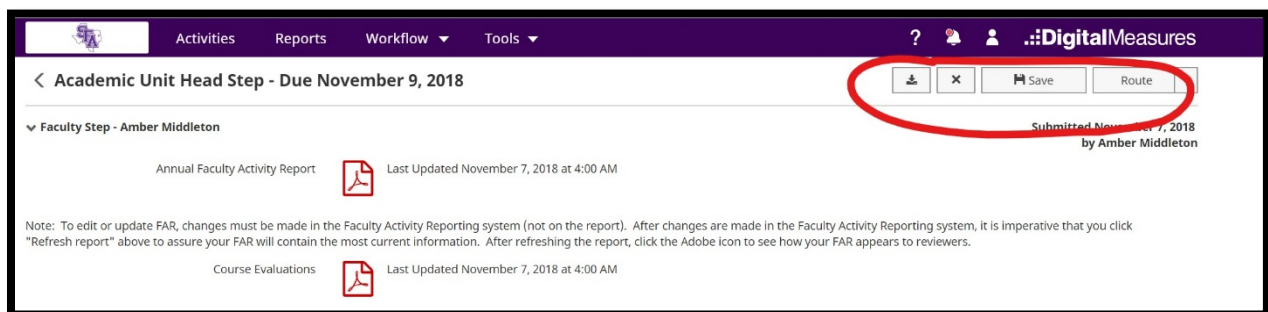 SFA
Activities Reports Workflow Tools ? .:::DigitalMeasures
< Academic Unit Head Step - Due November 9, 2018 Save Route
Faculty Step - Amber Middleton Submitted November 7, 2018
by Amber Middleton
Annual Faculty Activity Report Last Updated November 7, 2018 at 4:00 AM
Note: To edit or update FAR, changes must be made in the Faculty Activity Reporting system (not on the report). After changes are made in the Faculty Activity Reporting system, it is imperative that you click
"Refresh report" above to assure your FAR will contain the most current information. After refreshing the report, click the Adobe icon to see how your FAR appears to reviewers.
Course Evaluations Last Updated November 7, 2018 at 4:00 AM